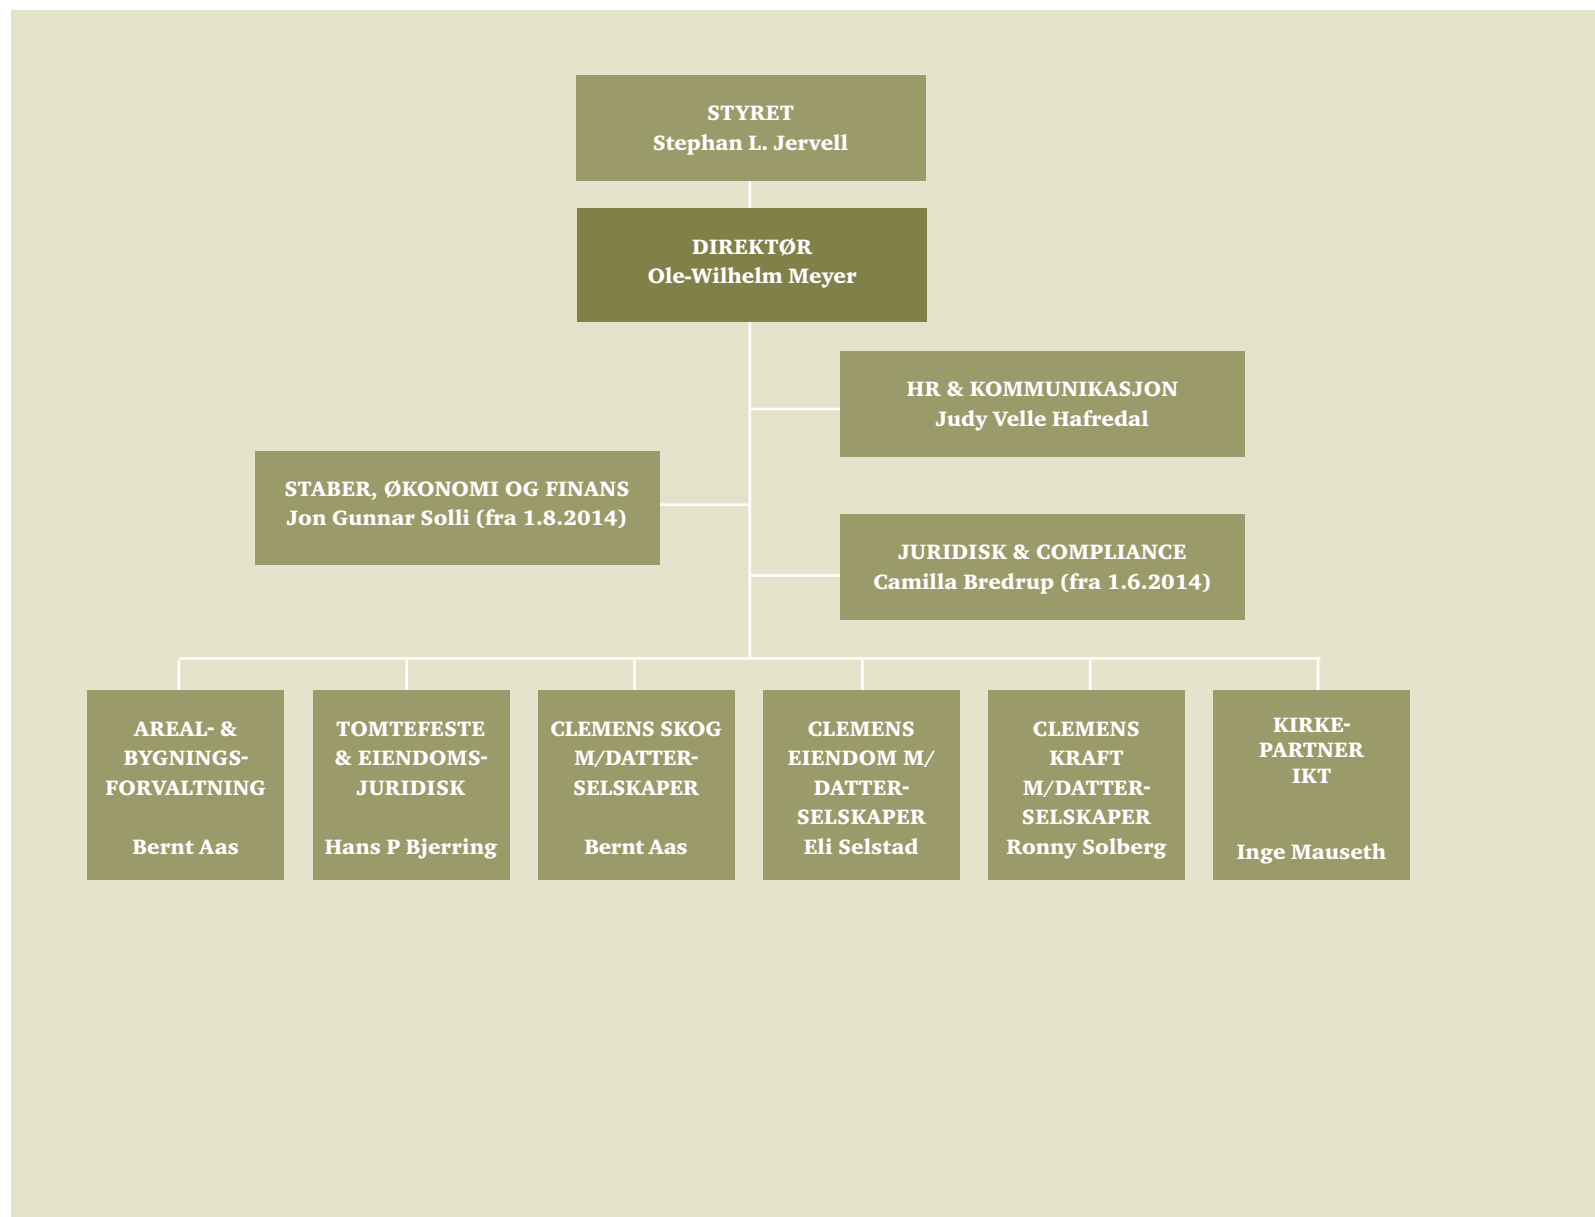 STYRET
Stephan L. Jervell
DIREKTØR
Ole-Wilhelm Meyer
HR & KOMMUNIKASJON
Judy Velle Hafredal
STABER, ØKONOMI OG FINANS
Jon Gunnar Solli (fra 1.8.2014)
JURIDISK & COMPLIANCE
Camilla Bredrup (fra 1.6.2014)
AREAL- &
BYGNINGS-
FORVALTNING
Bernt Aas
TOMTEFESTE
& EIENDOMS-
JURIDISK
Hans P Bjerring
CLEMENS SKOG
M/DATTER-
SELSKAPER
Bernt Aas
CLEMENS
EIENDOM M/
DATTER-
SELSKAPER
Eli Selstad
CLEMENS
KRAFT
M/DATTER-
SELSKAPER
Ronny Solberg
KIRKE-
PARTNER
IKT
Inge Mauseth